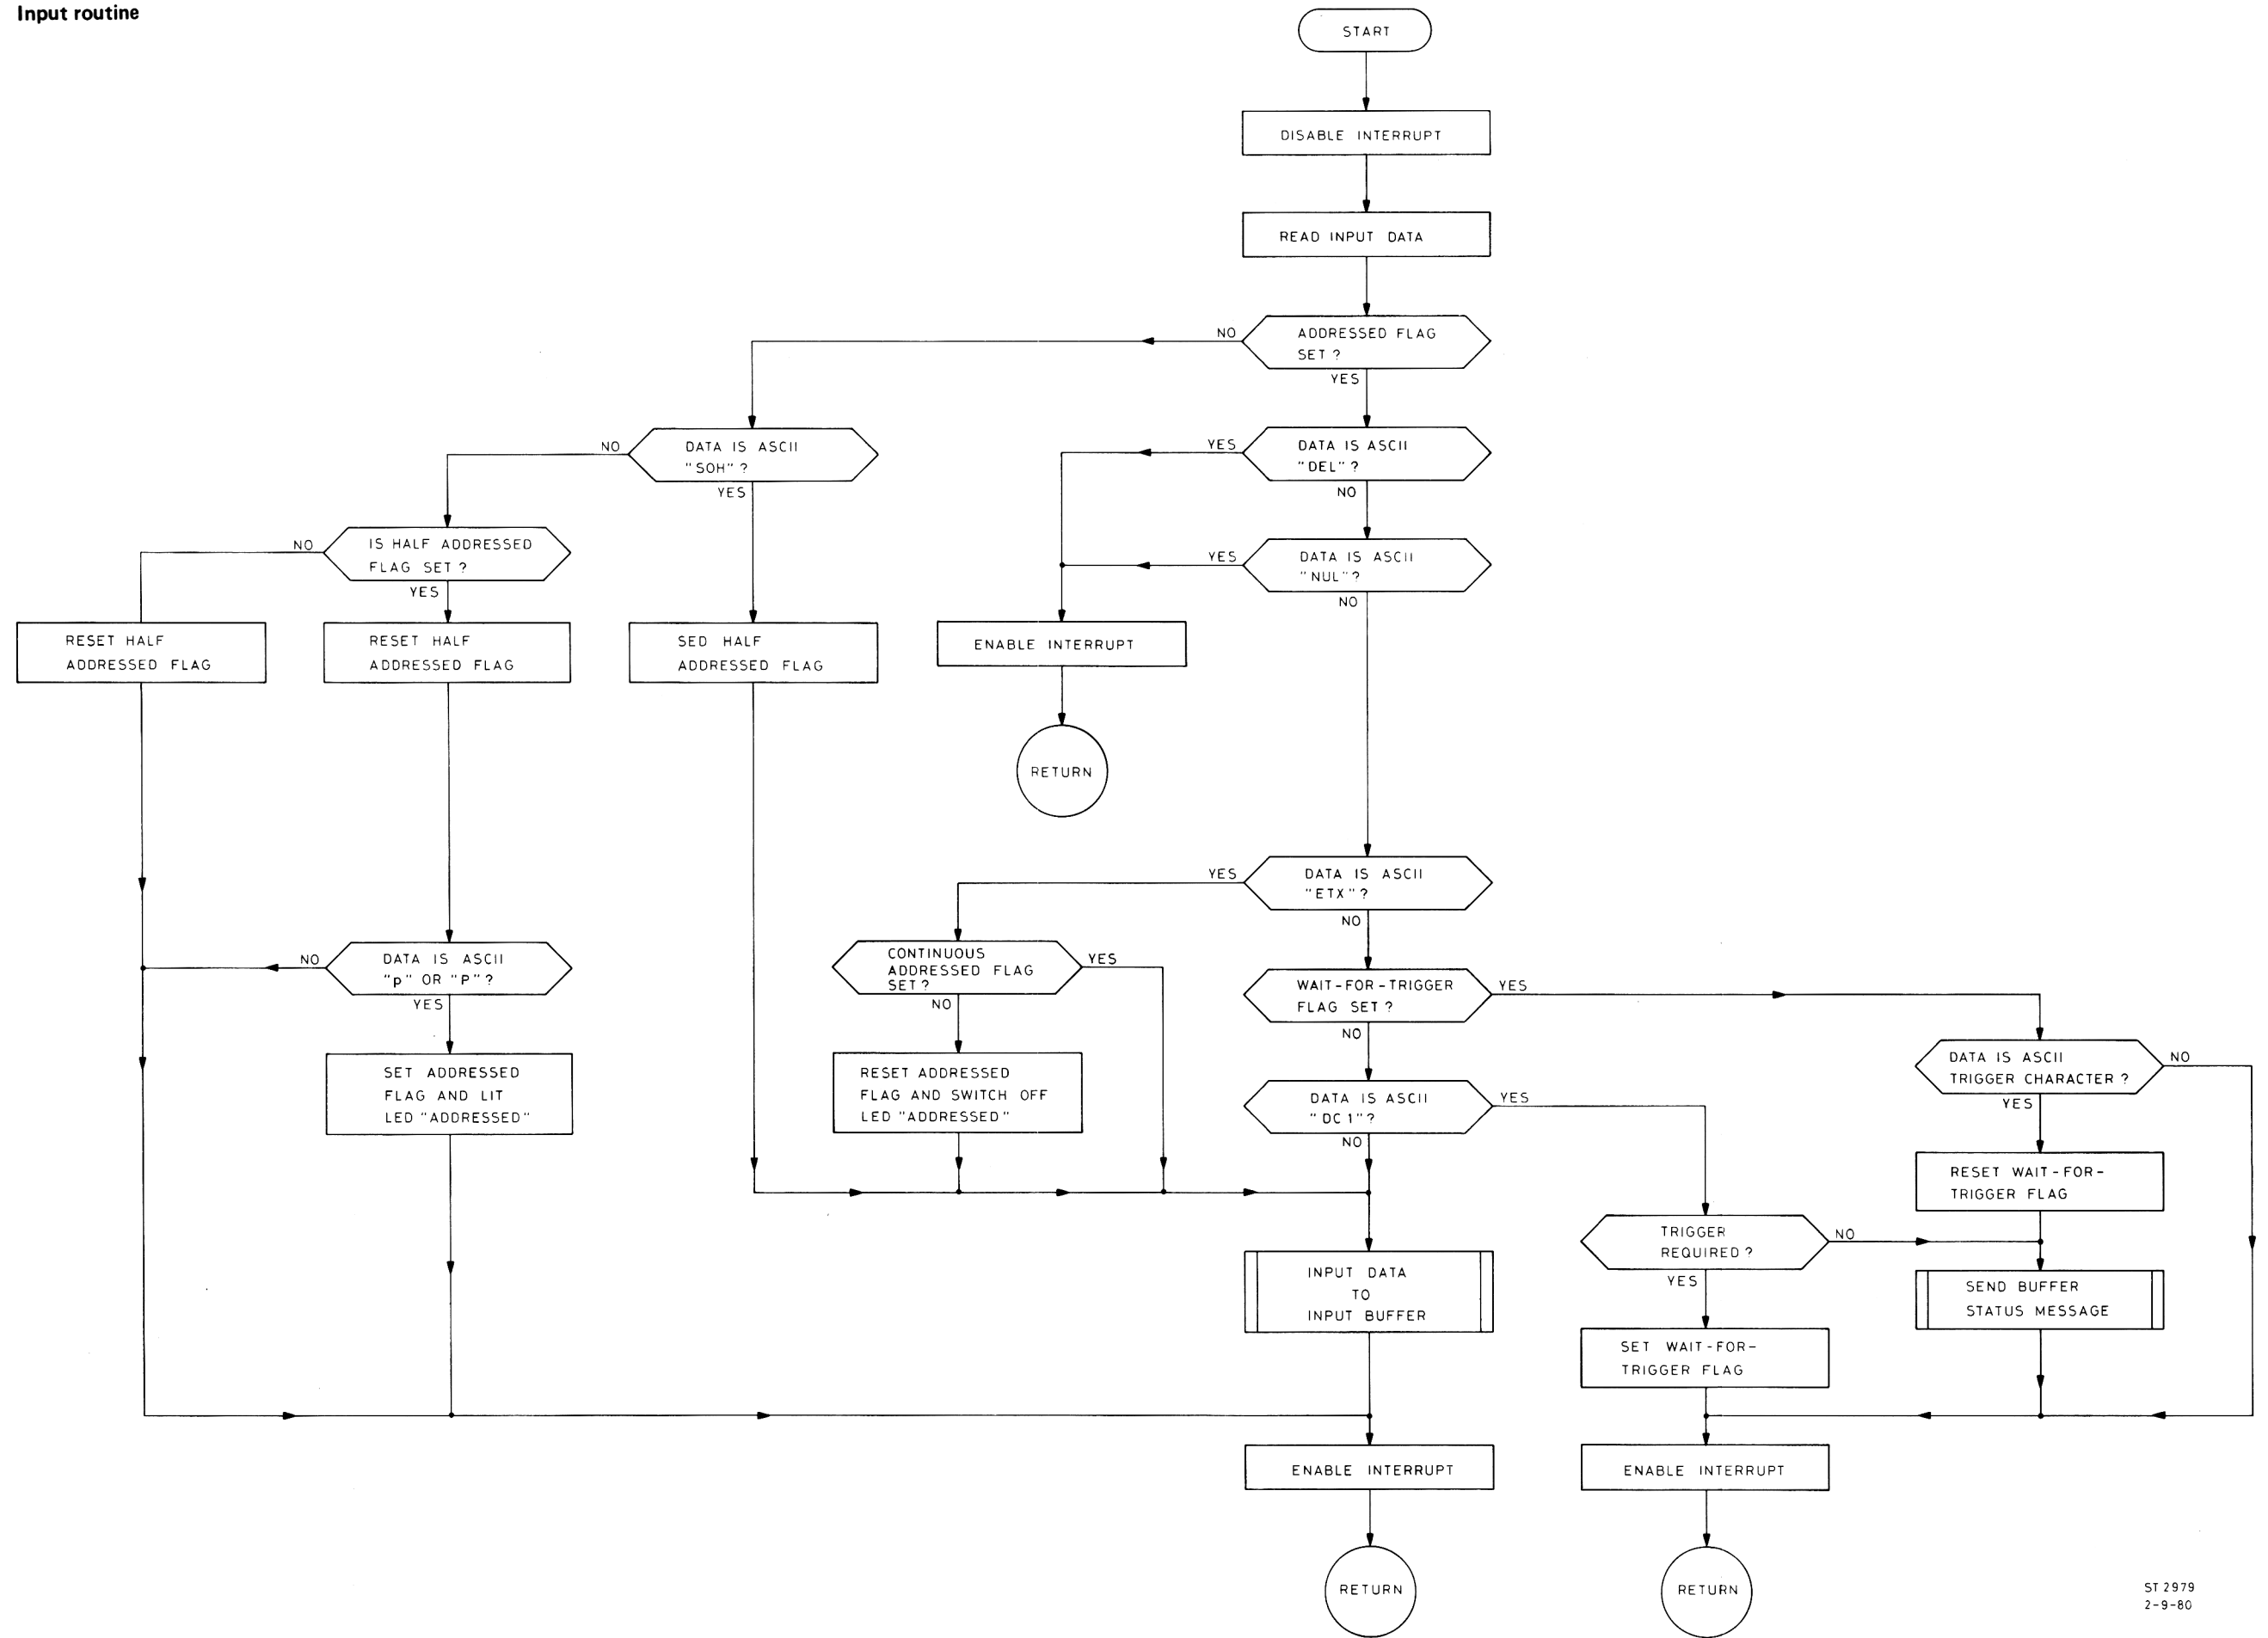 Input routine
START
DISABLE INTERRUPT
READ INPUT DATA
ADDRESSED FLAG
SET ?
NO
YES
DATA IS ASCII
"SOH" ?
NO
YES
DATA IS ASCII
"DEL" ?
YES
NO
IS HALF ADDRESSED
FLAG SET ?
NO
YES
DATA IS ASCII
"NUL" ?
YES
NO
RESET HALF
ADDRESSED FLAG
RESET HALF
ADDRESSED FLAG
SED HALF
ADDRESSED FLAG
ENABLE INTERRUPT
RETURN
DATA IS ASCII
"ETX" ?
YES
NO
DATA IS ASCII
"p" OR "P" ?
NO
YES
CONTINUOUS
ADDRESSED FLAG
SET ?
YES
NO
WAIT-FOR-TRIGGER
FLAG SET ?
YES
NO
SET ADDRESSED
FLAG AND LIT
LED "ADDRESSED"
RESET ADDRESSED
FLAG AND SWITCH OFF
LED "ADDRESSED"
DATA IS ASCII
"DC1" ?
YES
NO
DATA IS ASCII
TRIGGER CHARACTER ?
NO
YES
RESET WAIT-FOR-
TRIGGER FLAG
TRIGGER
REQUIRED ?
NO
YES
INPUT DATA
TO
INPUT BUFFER
SEND BUFFER
STATUS MESSAGE
SET WAIT-FOR-
TRIGGER FLAG
ENABLE INTERRUPT
ENABLE INTERRUPT
RETURN
RETURN
ST 2979
2-9-80